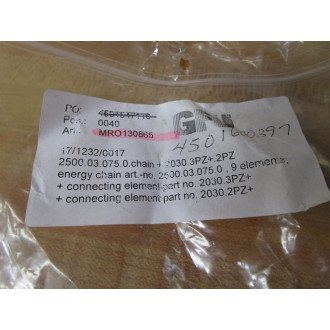 PO:
Pos.: 0040
Art.: MRO130865
4501600397
17/1232/0017
2500.03.075.0.chain + 2030.3PZ+.2PZ
energy chain art.-no. 2500.03.075.0 , 9 elements,
+ connecting element part no. 2030.3PZ+
+ connecting element part no. 2030.2PZ+